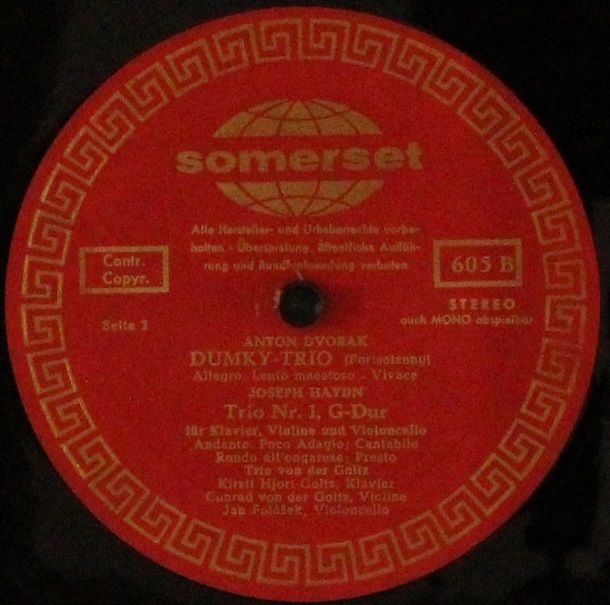 somerset
Alle Hersteller- und Urheberrechte vorbe-
halten - Überspielung, öffentliche Auffüh-
rung und Rundfunksendung verboten
Contr.
Copyr.
605 B
STEREO
auch MONO abspielbar
Seite 2
ANTON DVORAK
DUMKY-TRIO (Fortsetzung)
Allegro, Lento maestoso - Vivace
JOSEPH HAYDN
Trio Nr. 1, G-Dur
für Klavier, Violine und Violoncello
Andante; Poco Adagio; Cantabile
Rondo all'ongarese; Presto
Trio von der Goltz
Kirsti Hjort-Goltz, Klavier
Conrad von der Goltz, Violine
Jan Polášek, Violoncello